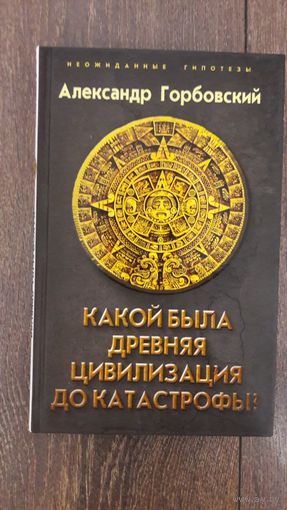 НЕОЖИДАННЫЕ ГИПОТЕЗЫ
Александр Горбовский
КАКОЙ БЫЛА
ДРЕВНЯЯ
ЦИВИЛИЗАЦИЯ
ДО КАТАСТРОФЫ?